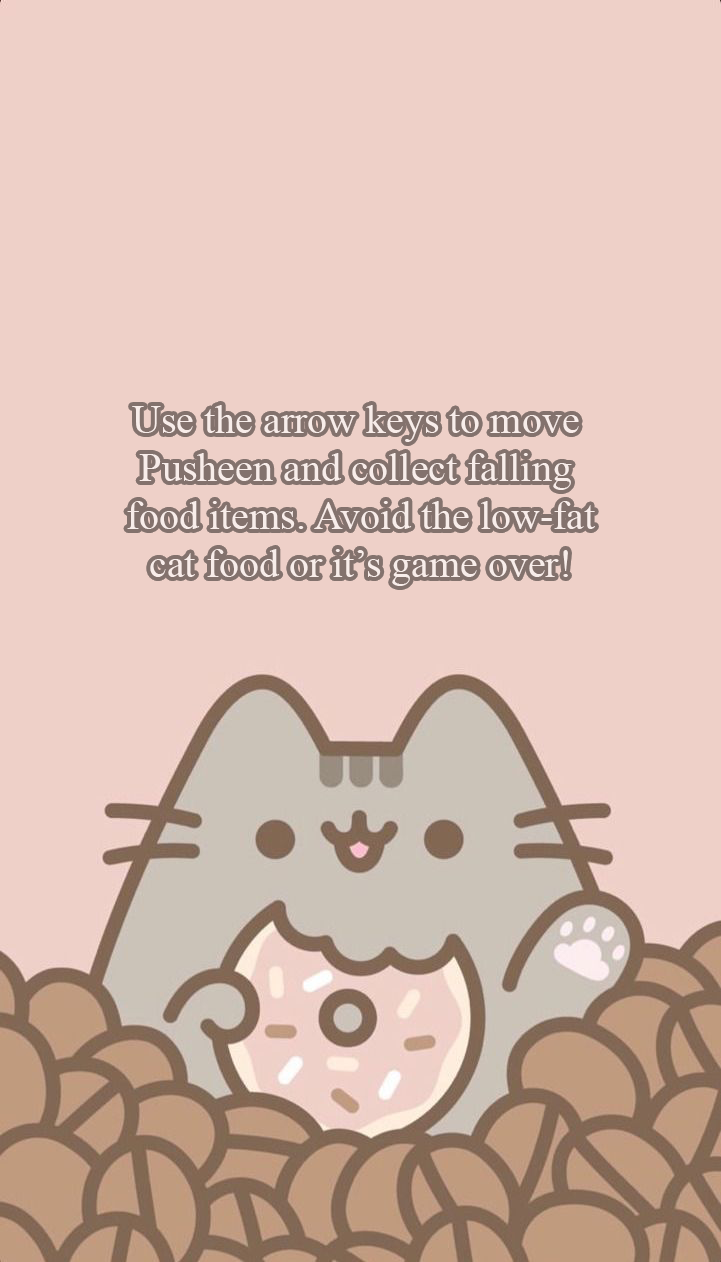 Use the arrow keys to move
Pusheen and collect falling
food items. Avoid the low-fat
cat food or it’s game over!